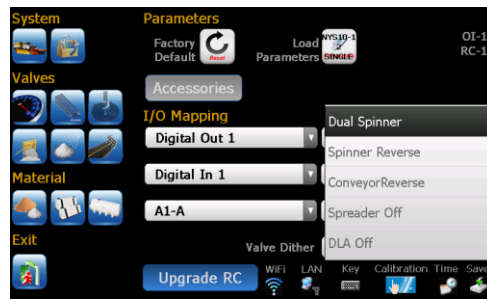 System
Parameters
Factory Default
Reset
Load Parameters
NYS10-1
2
SINGLE
OI-1
RC-1
Valves
Accessories
I/O Mapping
Digital Out 1
Dual Spinner
Spinner Reverse
Digital In 1
ConveyorReverse
Material
A1-A
Spreader Off
Exit
Valve Dither
DLA Off
Upgrade RC
WiFi
LAN
Key
Calibration
Time
Save